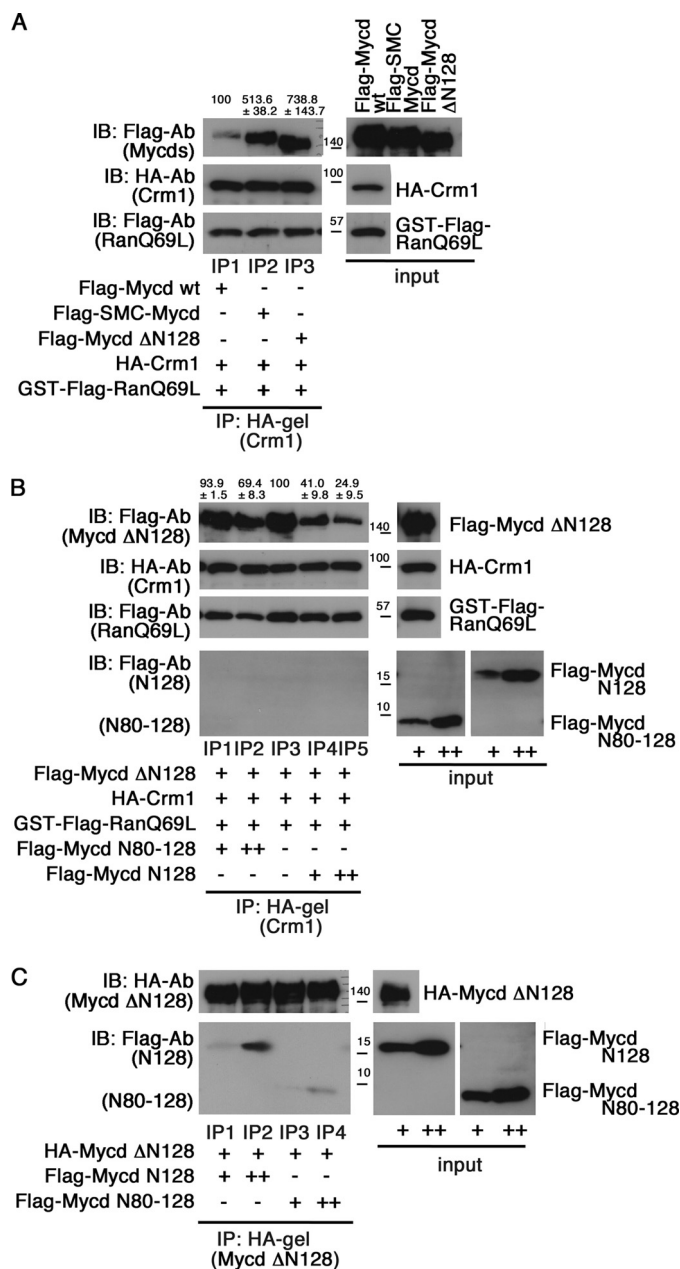 A
Flag-Mycd
wt
Flag-SMC
Mycd
Flag-Mycd
ΔN128
100 513.6 ± 38.2 738.8 ± 143.7
IB: Flag-Ab
(Mycds)
140
IB: HA-Ab
(Crm1)
100
HA-Crm1
IB: Flag-Ab
(RanQ69L)
57
GST-Flag-
RanQ69L
IP1 IP2 IP3
input
Flag-Mycd wt + - -
Flag-SMC-Mycd - + -
Flag-Mycd ΔN128 - - +
HA-Crm1 + + +
GST-Flag-RanQ69L + + +
IP: HA-gel
(Crm1)
B
93.9 ± 1.5 69.4 ± 8.3 100 41.0 ± 9.8 24.9 ± 9.5
IB: Flag-Ab
(Mycd ΔN128)
140
Flag-Mycd ΔN128
IB: HA-Ab
(Crm1)
100
HA-Crm1
IB: Flag-Ab
(RanQ69L)
57
GST-Flag-
RanQ69L
IB: Flag-Ab
(N128)
15
Flag-Mycd
N128
10
(N80-128)
Flag-Mycd
N80-128
IP1 IP2 IP3 IP4 IP5
+ ++ + ++
input
Flag-Mycd ΔN128 + + + + +
HA-Crm1 + + + + +
GST-Flag-RanQ69L + + + + +
Flag-Mycd N80-128 + ++ - - -
Flag-Mycd N128 - - - + ++
IP: HA-gel
(Crm1)
C
IB: HA-Ab
(Mycd ΔN128)
140
HA-Mycd ΔN128
IB: Flag-Ab
(N128)
15
Flag-Mycd
N128
10
(N80-128)
Flag-Mycd
N80-128
IP1 IP2 IP3 IP4
+ ++ + ++
input
HA-Mycd ΔN128 + + + +
Flag-Mycd N128 + ++ - -
Flag-Mycd N80-128 - - + ++
IP: HA-gel
(Mycd ΔN128)